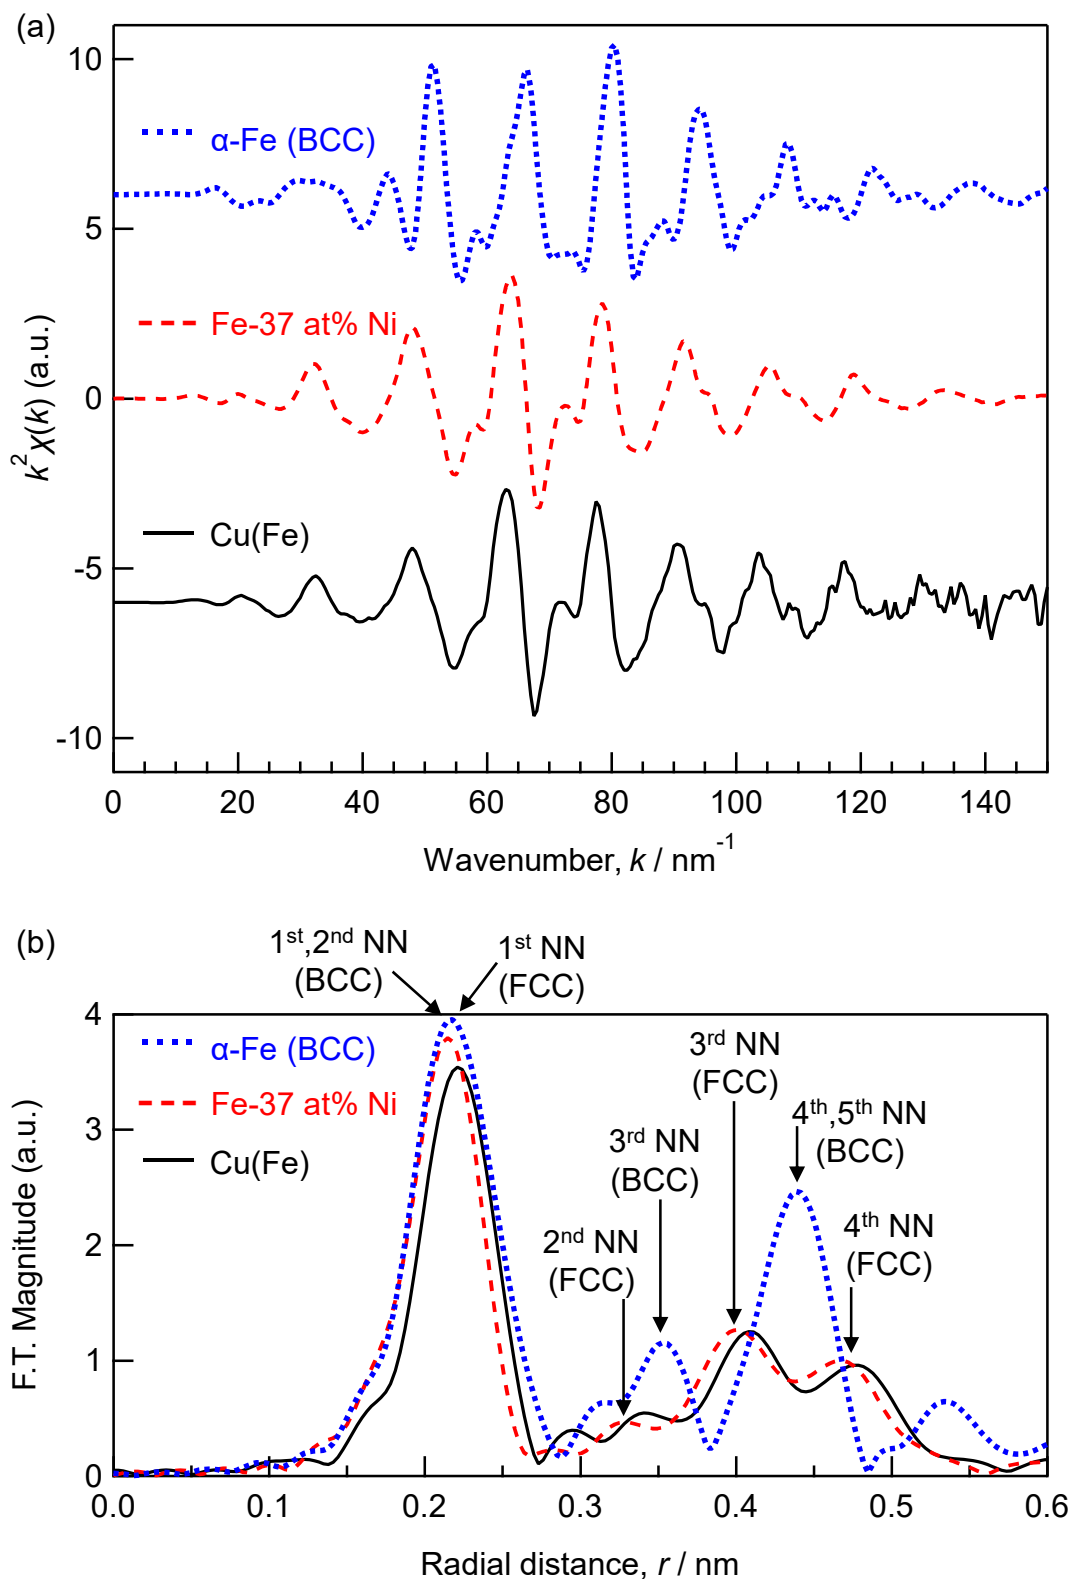 (a)
10
5
0
-5
-10
k² χ(k) (a.u.)
α-Fe (BCC)
Fe-37 at% Ni
Cu(Fe)
0 20 40 60 80 100 120 140
Wavenumber, k / nm⁻¹
(b)
1st,2nd NN
(BCC)
1st NN
(FCC)
4
3
2
1
0
F.T. Magnitude (a.u.)
α-Fe (BCC)
Fe-37 at% Ni
Cu(Fe)
2nd NN
(FCC)
3rd NN
(BCC)
3rd NN
(FCC)
4th,5th NN
(BCC)
4th NN
(FCC)
0.0 0.1 0.2 0.3 0.4 0.5 0.6
Radial distance, r / nm